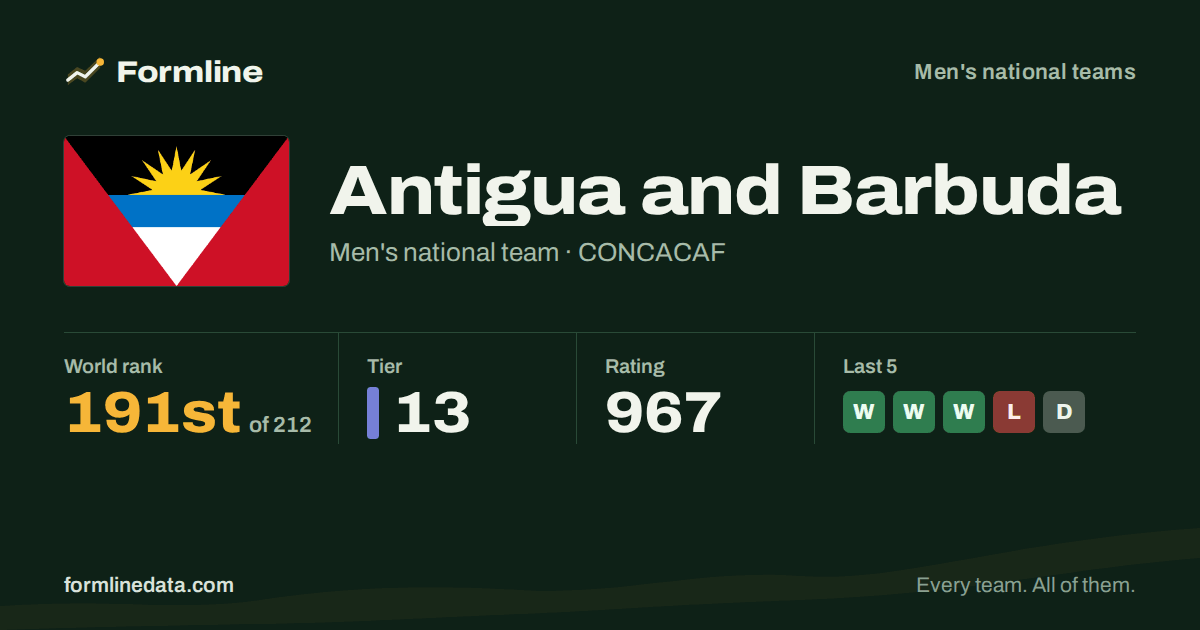 Formline
Men's national teams
Antigua and Barbuda
Men's national team · CONCACAF
World rank
191st of 212
Tier
13
Rating
967
Last 5
W W W L D
formlinedata.com
Every team. All of them.